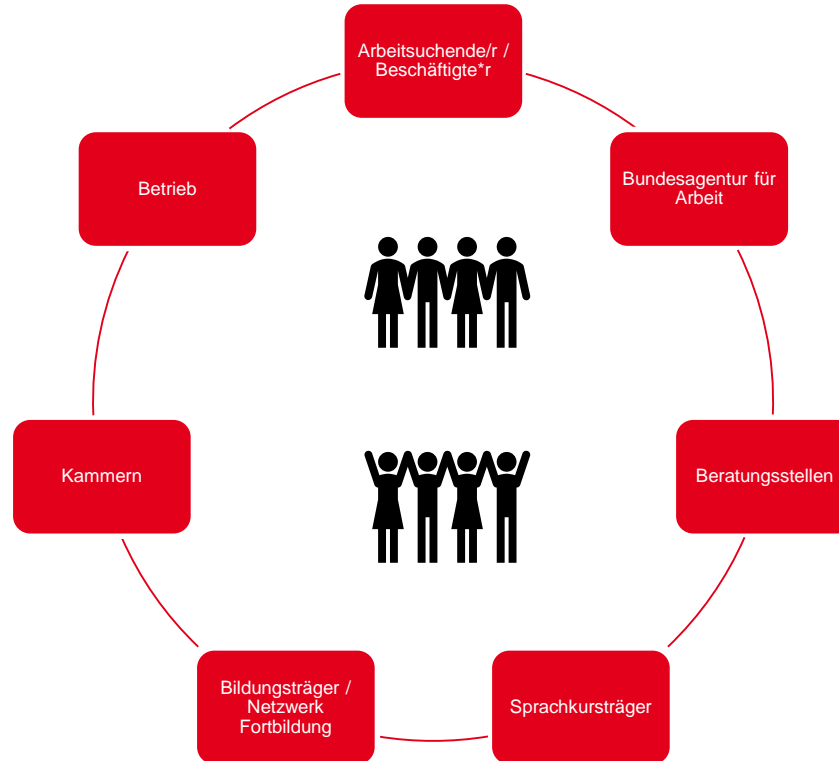 Arbeitsuchende/r /
Beschäftigte*r
Bundesagentur für
Arbeit
Beratungsstellen
Sprachkursträger
Bildungsträger /
Netzwerk
Fortbildung
Kammern
Betrieb